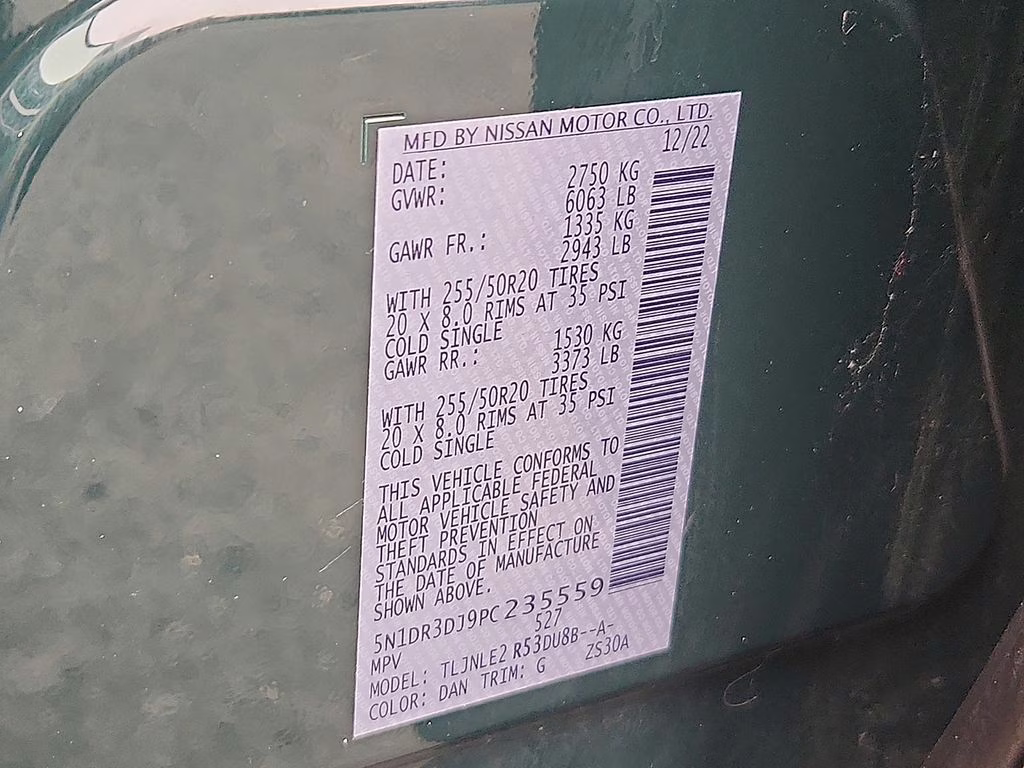 MFD BY NISSAN MOTOR CO., LTD.
DATE: 12/22
GVWR: 2750 KG
6063 LB
GAWR FR.: 1335 KG
2943 LB
WITH 255/50R20 TIRES
20 X 8.0 RIMS AT 35 PSI
COLD SINGLE
GAWR RR.: 1530 KG
3373 LB
WITH 255/50R20 TIRES
20 X 8.0 RIMS AT 35 PSI
COLD SINGLE
THIS VEHICLE CONFORMS TO
ALL APPLICABLE FEDERAL
MOTOR VEHICLE SAFETY AND
THEFT PREVENTION
STANDARDS IN EFFECT ON
THE DATE OF MANUFACTURE
SHOWN ABOVE.
5N1DR3DJ9PC235559
MPV 527
MODEL: TLJNLE2 R53DU8B--A-
COLOR: DAN TRIM: G ZS30A